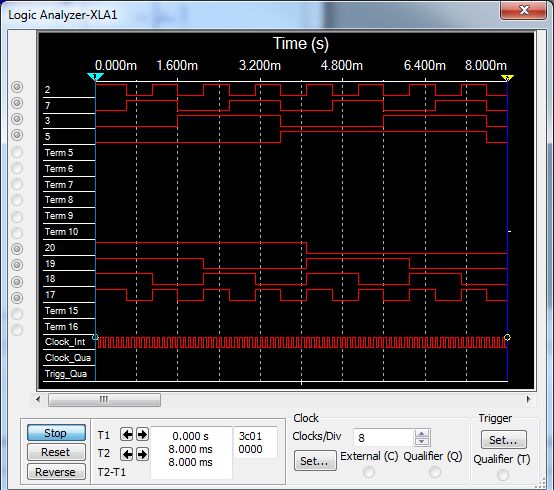 Logic Analyzer-XLA1
Time (s)
0.000m 1.600m 3.200m 4.800m 6.400m 8.000m
1 2
2
7
3
5
Term 5
Term 6
Term 7
Term 8
Term 9
Term 10
20
19
18
17
Term 15
Term 16
Clock_Int
Clock_Qua
Trigg_Qua
Stop
Reset
Reverse
T1 0.000 s 3c01
T2 8.000 ms 0000
T2-T1 8.000 ms
Clock
Clocks/Div 8
Set... External (C) Qualifier (Q)
Trigger
Set...
Qualifier (T)